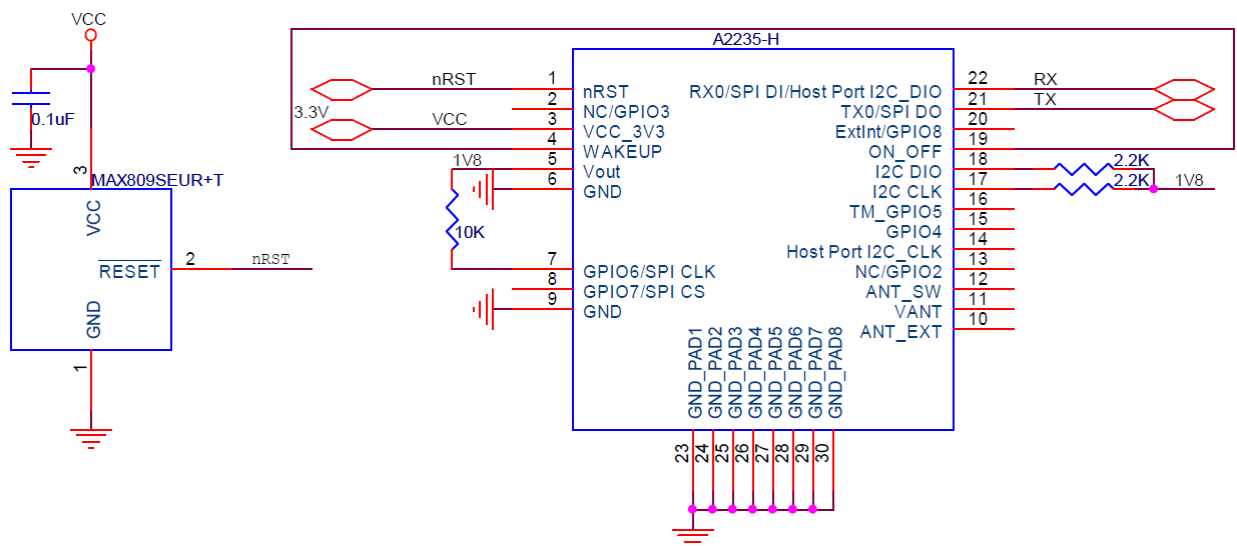 VCC
0.1uF
3
MAX809SEUR+T
VCC
RESET
2
nRST
GND
1
A2235-H
nRST
1
nRST
2
NC/GPIO3
3.3V
VCC
3
VCC_3V3
4
WAKEUP
1V8
5
Vout
6
GND
10K
7
GPIO6/SPI CLK
8
GPIO7/SPI CS
9
GND
RX0/SPI DI/Host Port I2C_DIO
22
RX
TX0/SPI DO
21
TX
ExtInt/GPIO8
20
ON_OFF
19
I2C DIO
18
2.2K
I2C CLK
17
2.2K
1V8
TM_GPIO5
16
GPIO4
15
Host Port I2C_CLK
14
NC/GPIO2
13
ANT_SW
12
VANT
11
ANT_EXT
10
GND_PAD1
GND_PAD2
GND_PAD3
GND_PAD4
GND_PAD5
GND_PAD6
GND_PAD7
GND_PAD8
23
24
25
26
27
28
29
30